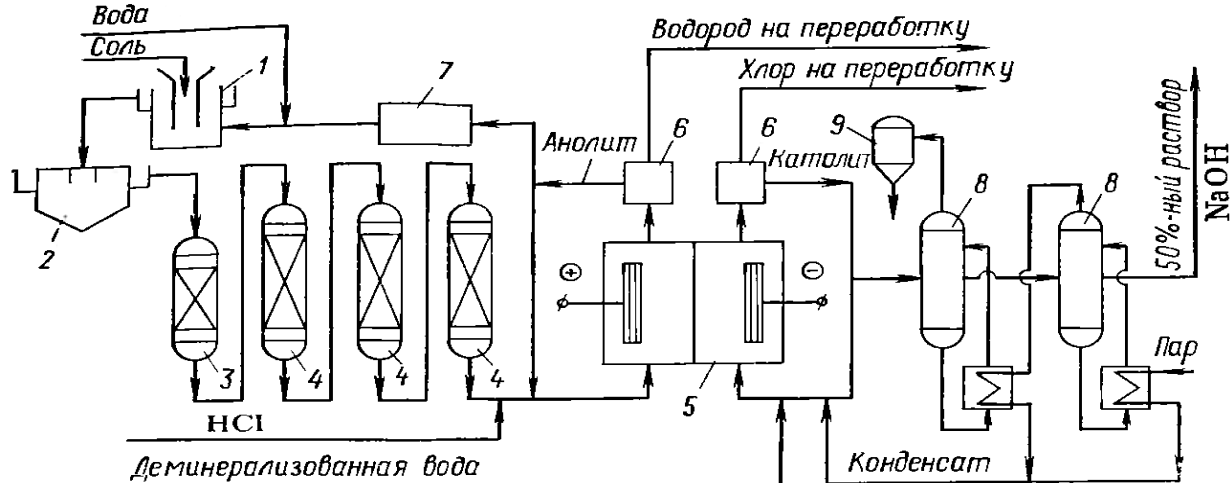 Вода
Соль
1
2
3
4
4
4
HCl
Деминерализованная вода
7
Анолит
Водород на переработку
Хлор на переработку
6
6
Католит
5
+
−
9
8
8
Пар
Конденсат
50%-ный раствор
NaOH